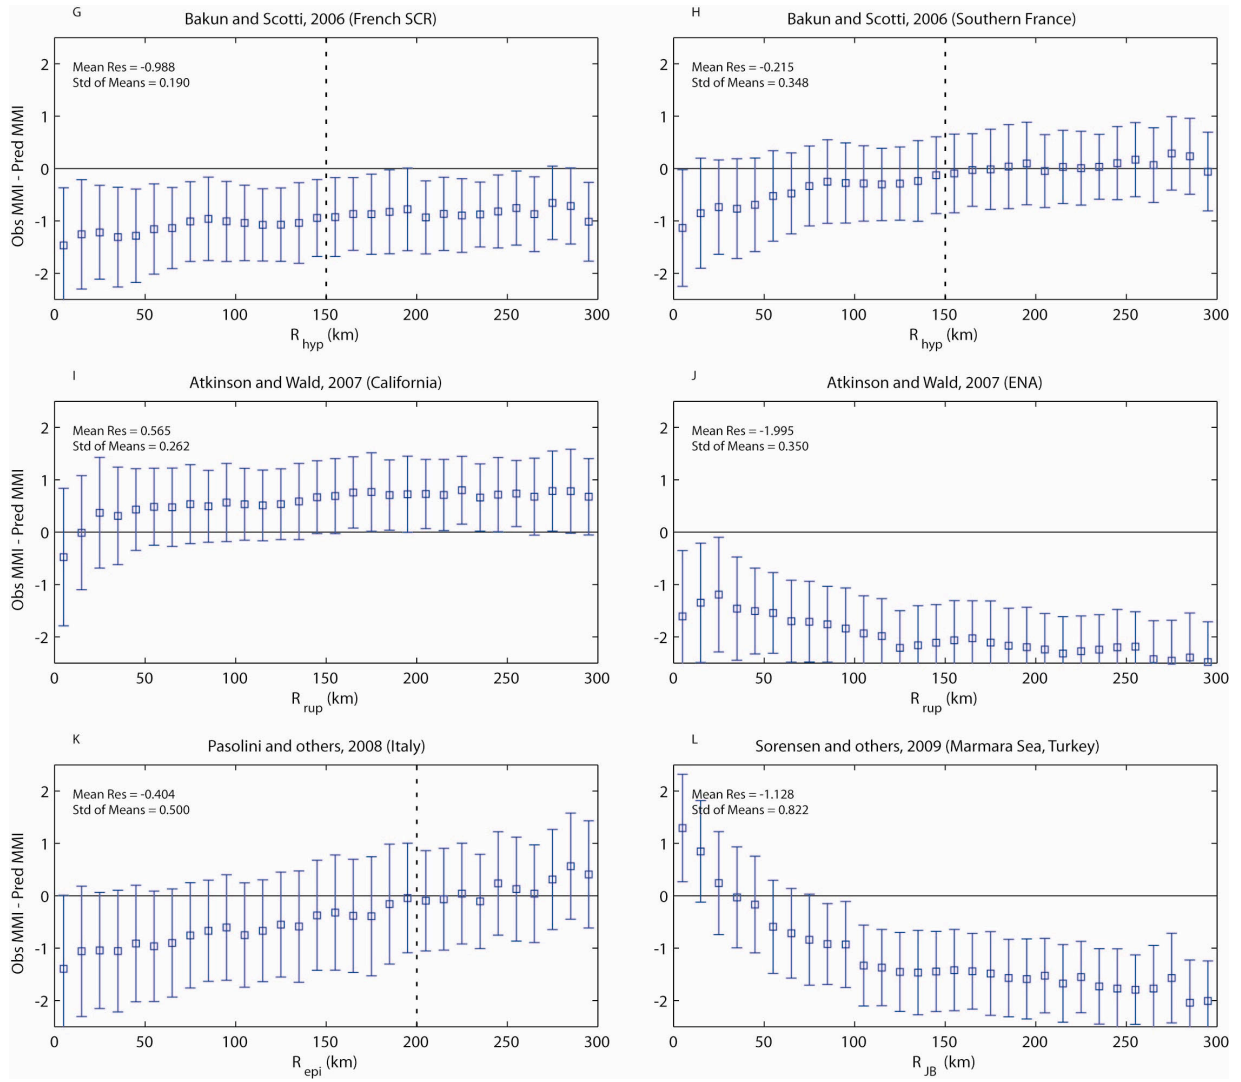 G
Bakun and Scotti, 2006 (French SCR)
Mean Res = -0.988
Std of Means = 0.190
Obs MMI - Pred MMI
2
1
0
-1
-2
0 50 100 150 200 250 300
R hyp (km)
H
Bakun and Scotti, 2006 (Southern France)
Mean Res = -0.215
Std of Means = 0.348
2
1
0
-1
-2
0 50 100 150 200 250 300
R hyp (km)
I
Atkinson and Wald, 2007 (California)
Mean Res = 0.565
Std of Means = 0.262
Obs MMI - Pred MMI
2
1
0
-1
-2
0 50 100 150 200 250 300
R rup (km)
J
Atkinson and Wald, 2007 (ENA)
Mean Res = -1.995
Std of Means = 0.350
2
1
0
-1
-2
0 50 100 150 200 250 300
R rup (km)
K
Pasolini and others, 2008 (Italy)
Mean Res = -0.404
Std of Means = 0.500
Obs MMI - Pred MMI
2
1
0
-1
-2
0 50 100 150 200 250 300
R epi (km)
L
Sorensen and others, 2009 (Marmara Sea, Turkey)
Mean Res = -1.128
Std of Means = 0.822
2
1
0
-1
-2
0 50 100 150 200 250 300
R JB (km)